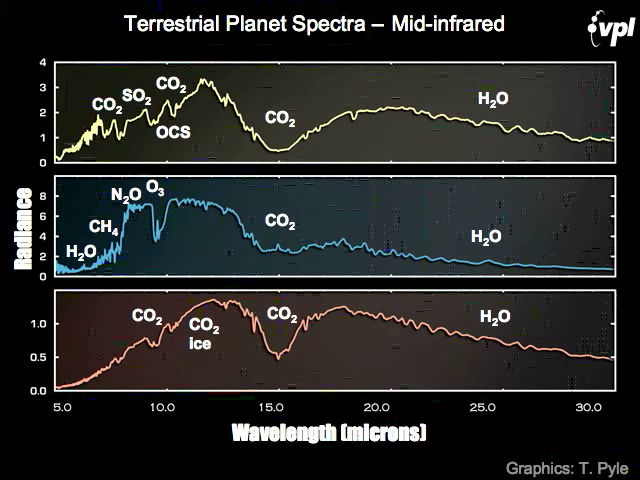 Terrestrial Planet Spectra – Mid-infrared
vpl
Radiance
4
3
2
1
0
CO2
SO2
CO2
OCS
CO2
H2O
8
6
4
2
0
H2O
CH4
N2O
O3
CO2
H2O
1.0
0.5
0.0
CO2
CO2
ice
CO2
H2O
5.0 10.0 15.0 20.0 25.0 30.0
Wavelength (microns)
Graphics: T. Pyle